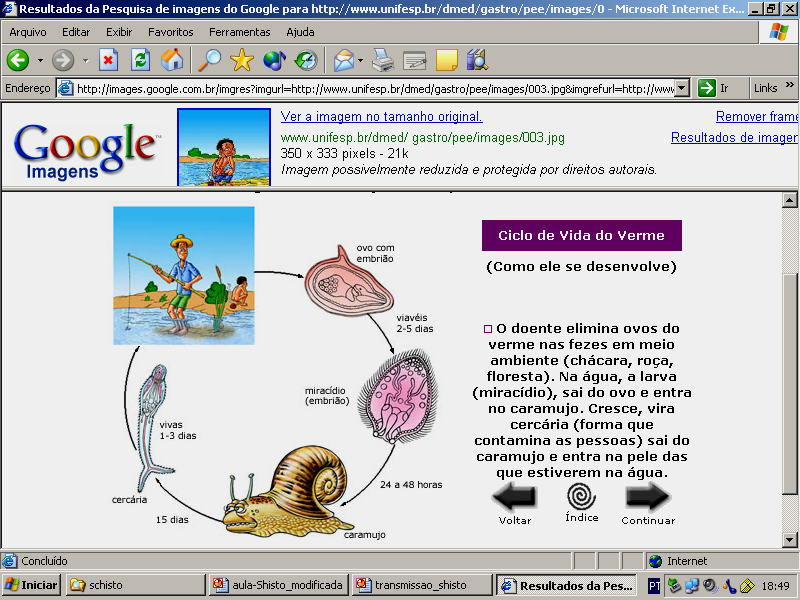 Resultados da Pesquisa de imagens do Google para http://www.unifesp.br/dmed/gastro/pee/images/0 - Microsoft Internet Ex...
Arquivo Editar Exibir Favoritos Ferramentas Ajuda
Endereço http://images.google.com.br/imgres?imgurl=http://www.unifesp.br/dmed/gastro/pee/images/003.jpg&imgrefurl=http://www Ir Links »
Google™
Imagens
Ver a imagem no tamanho original.
Remover frame
www.unifesp.br/dmed/ gastro/pee/images/003.jpg
Resultados de imagen
350 x 333 pixels - 21k
Imagem possivelmente reduzida e protegida por direitos autorais.
ovo com
embrião
viavéis
2-5 dias
miracídio
(embrião)
24 a 48 horas
caramujo
15 dias
cercária
vivas
1-3 dias
Ciclo de Vida do Verme
(Como ele se desenvolve)
O doente elimina ovos do
verme nas fezes em meio
ambiente (chácara, roça,
floresta). Na água, a larva
(miracídio), sai do ovo e entra
no caramujo. Cresce, vira
cercária (forma que
contamina as pessoas) sai do
caramujo e entra na pele das
que estiverem na água.
Voltar
Índice
Continuar
Concluído
Internet
Iniciar schisto aula-Shisto_modificada transmissao_shisto Resultados da Pes... PT 18:49